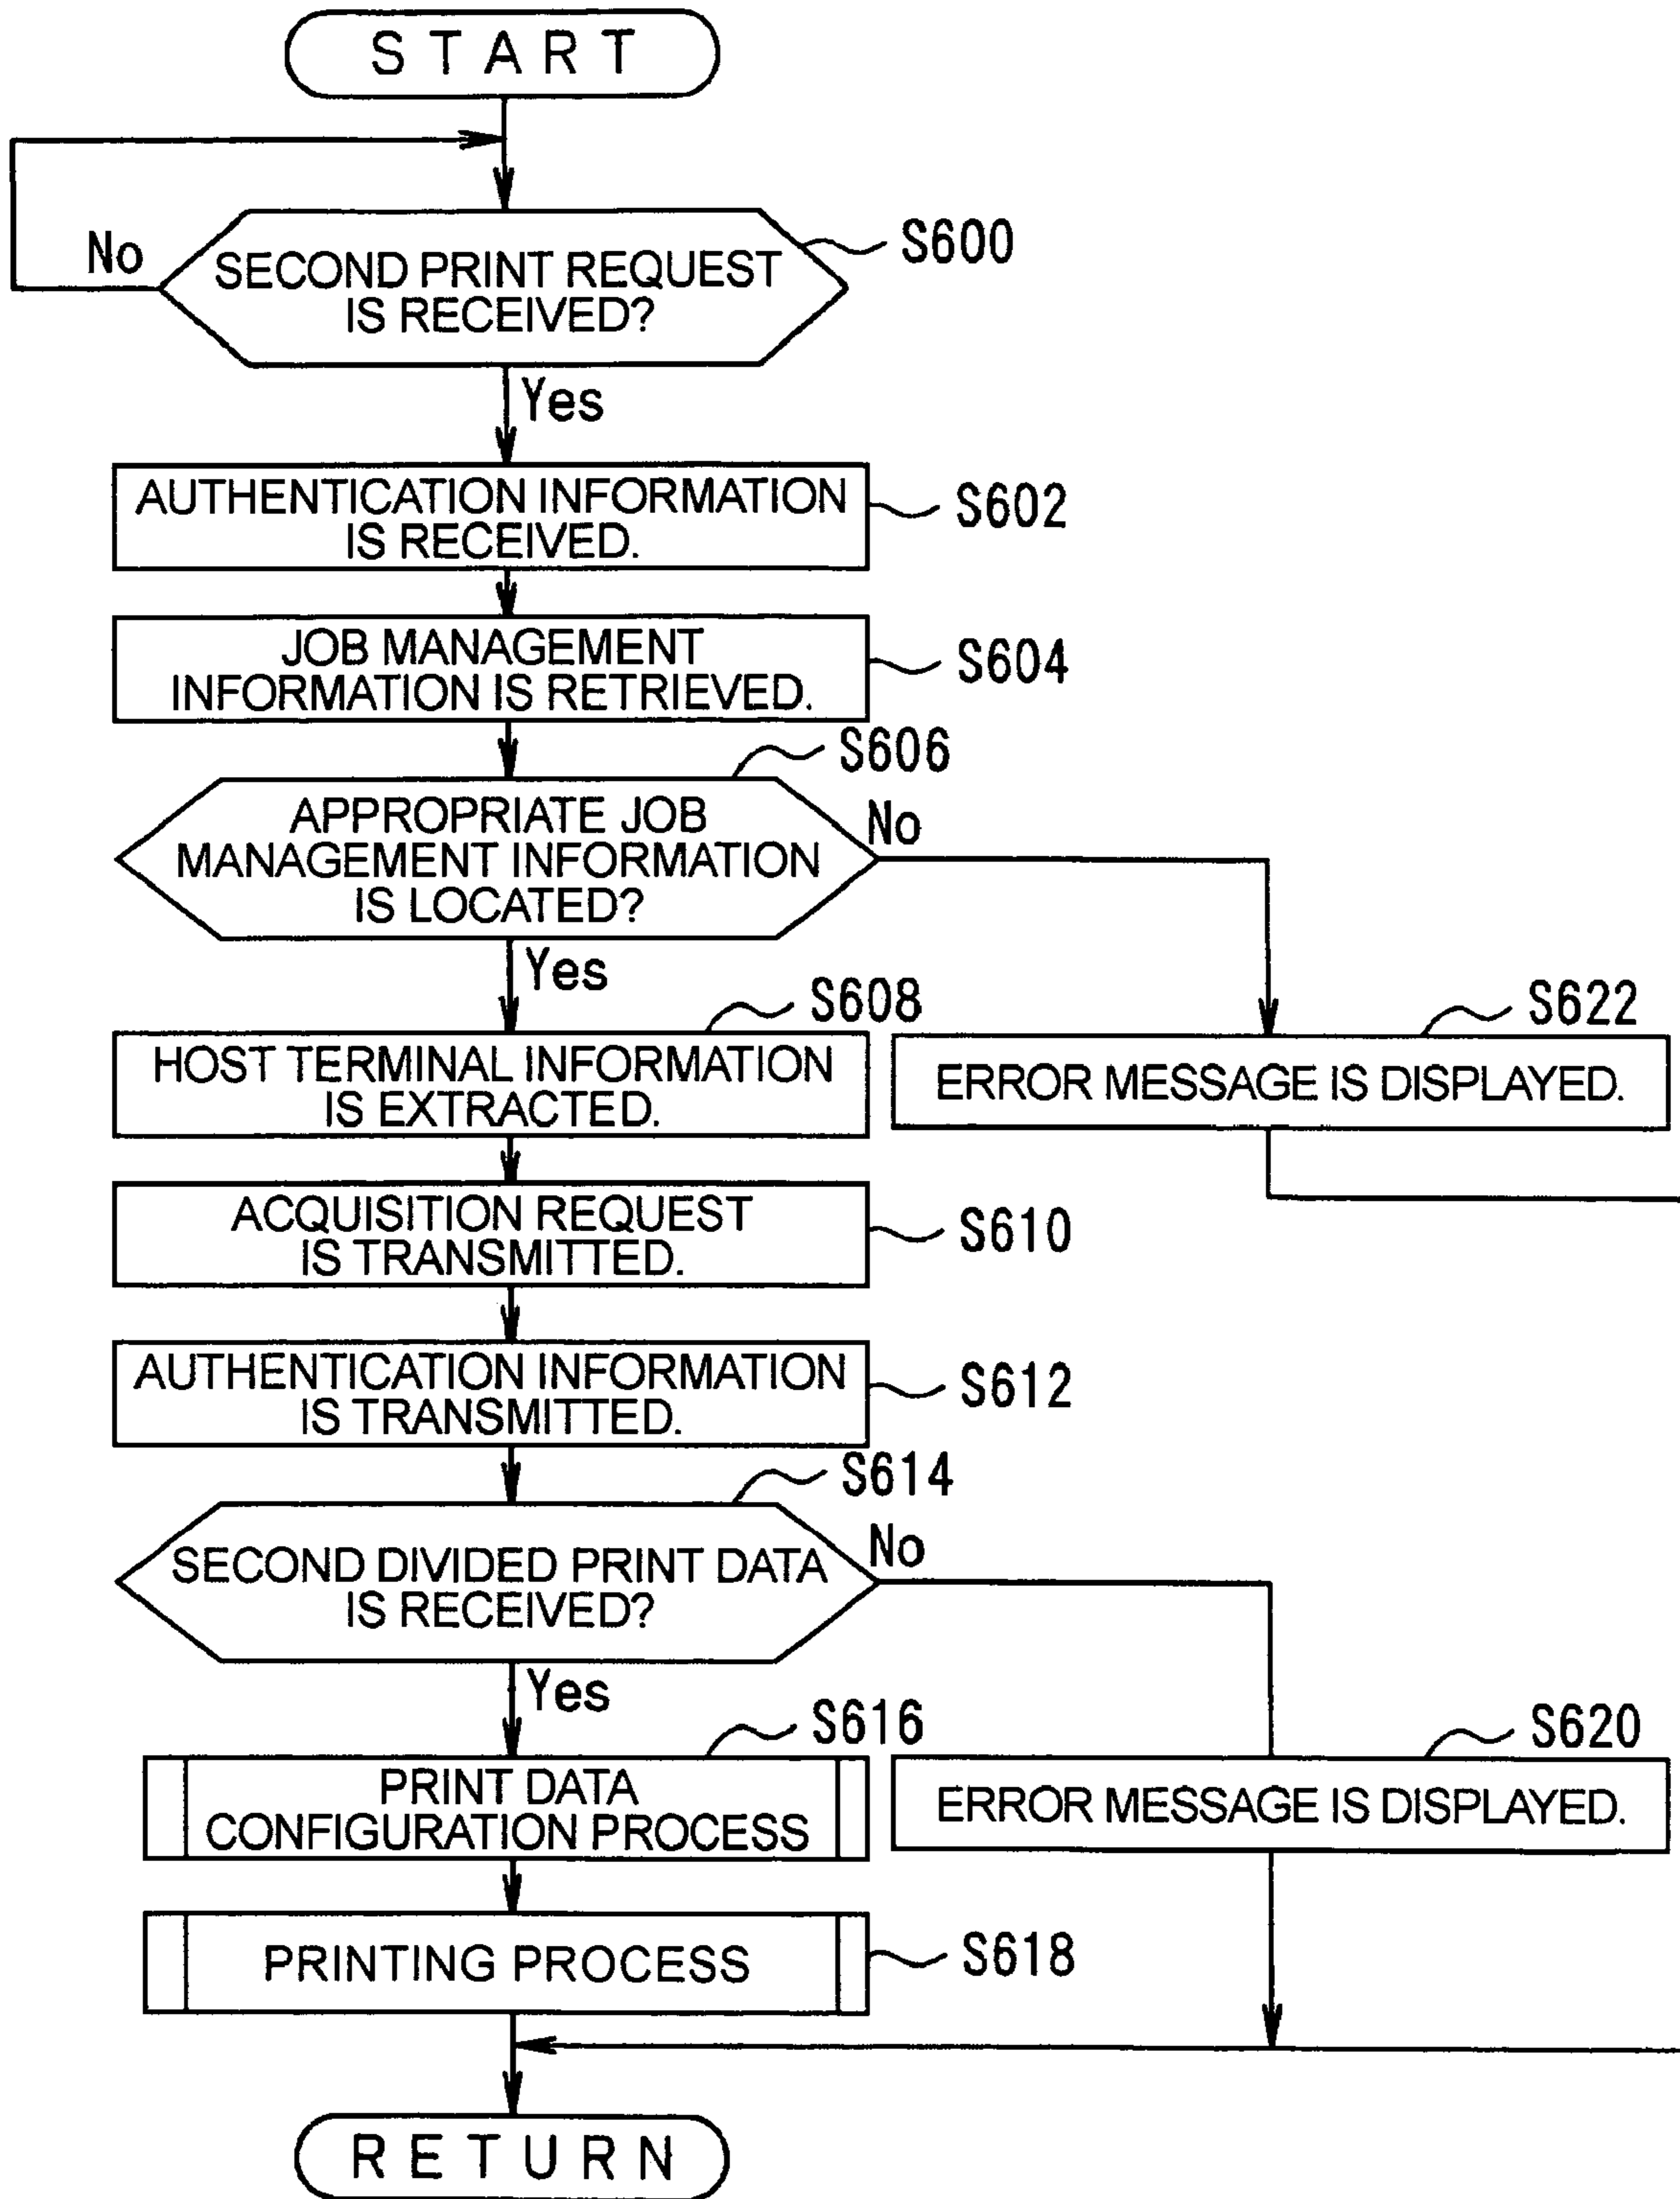 START
No
SECOND PRINT REQUEST
IS RECEIVED?
S600
Yes
AUTHENTICATION INFORMATION
IS RECEIVED.
S602
JOB MANAGEMENT
INFORMATION IS RETRIEVED.
S604
S606
APPROPRIATE JOB
MANAGEMENT INFORMATION
IS LOCATED?
No
Yes
S608
HOST TERMINAL INFORMATION
IS EXTRACTED.
S622
ERROR MESSAGE IS DISPLAYED.
ACQUISITION REQUEST
IS TRANSMITTED.
S610
AUTHENTICATION INFORMATION
IS TRANSMITTED.
S612
S614
SECOND DIVIDED PRINT DATA
IS RECEIVED?
No
Yes
S616
PRINT DATA
CONFIGURATION PROCESS
S620
ERROR MESSAGE IS DISPLAYED.
PRINTING PROCESS
S618
RETURN